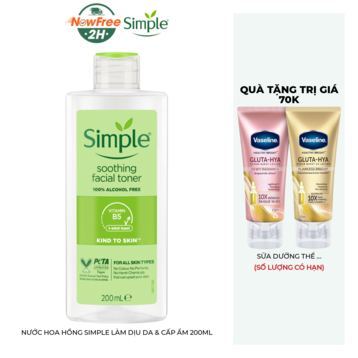 NowFree
2H
Simple®
Simple®
soothing
facial toner
100% ALCOHOL FREE
VITAMIN
B5
KIND TO SKIN™
PeTA
FOR ALL SKIN TYPES
200ml e
NƯỚC HOA HỒNG SIMPLE LÀM DỊU DA & CẤP ẨM 200ML
QUÀ TẶNG TRỊ GIÁ
70K
Vaseline
GLUTA-HYA
10X
Vaseline
GLUTA-HYA
10X
SỮA DƯỠNG THỂ ...
(SỐ LƯỢNG CÓ HẠN)